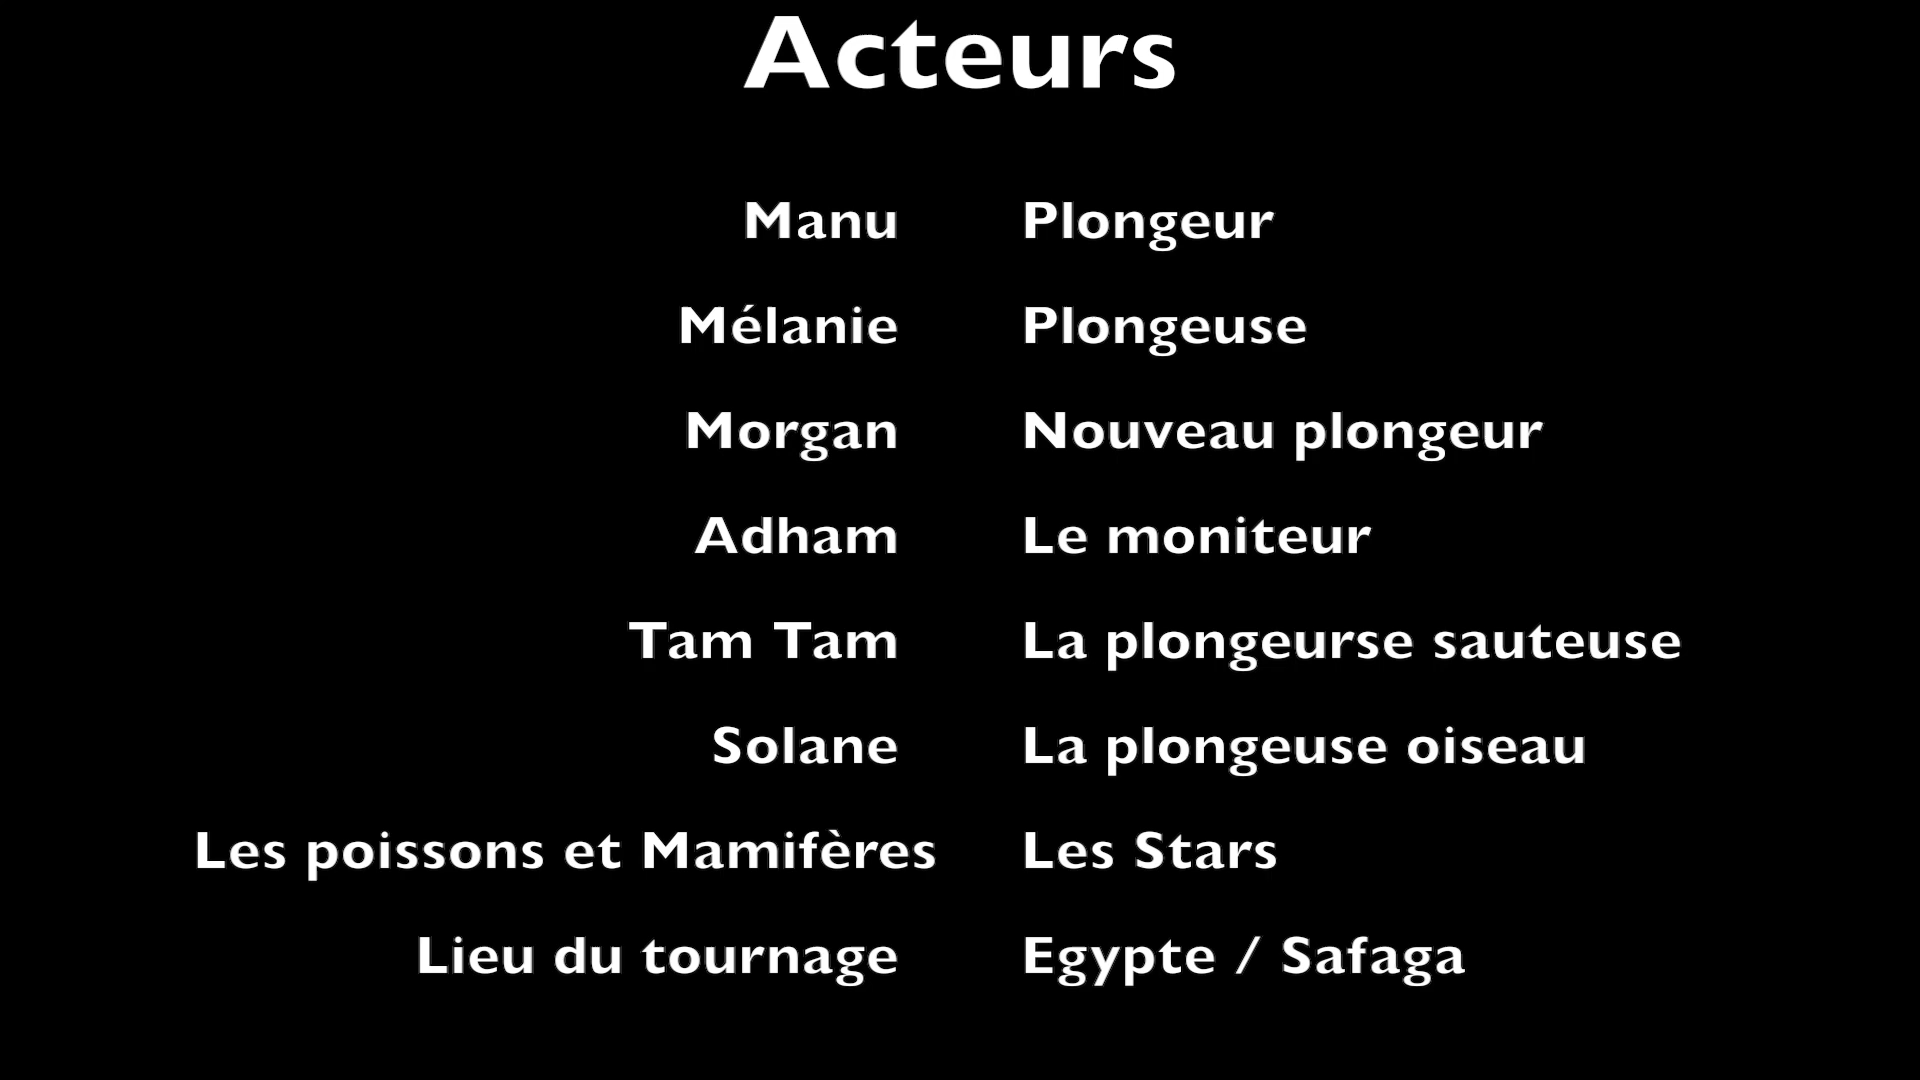 Acteurs
Manu Plongeur
Mélanie Plongeuse
Morgan Nouveau plongeur
Adham Le moniteur
Tam Tam La plongeurse sauteuse
Solane La plongeuse oiseau
Les poissons et Mamifères Les Stars
Lieu du tournage Egypte / Safaga